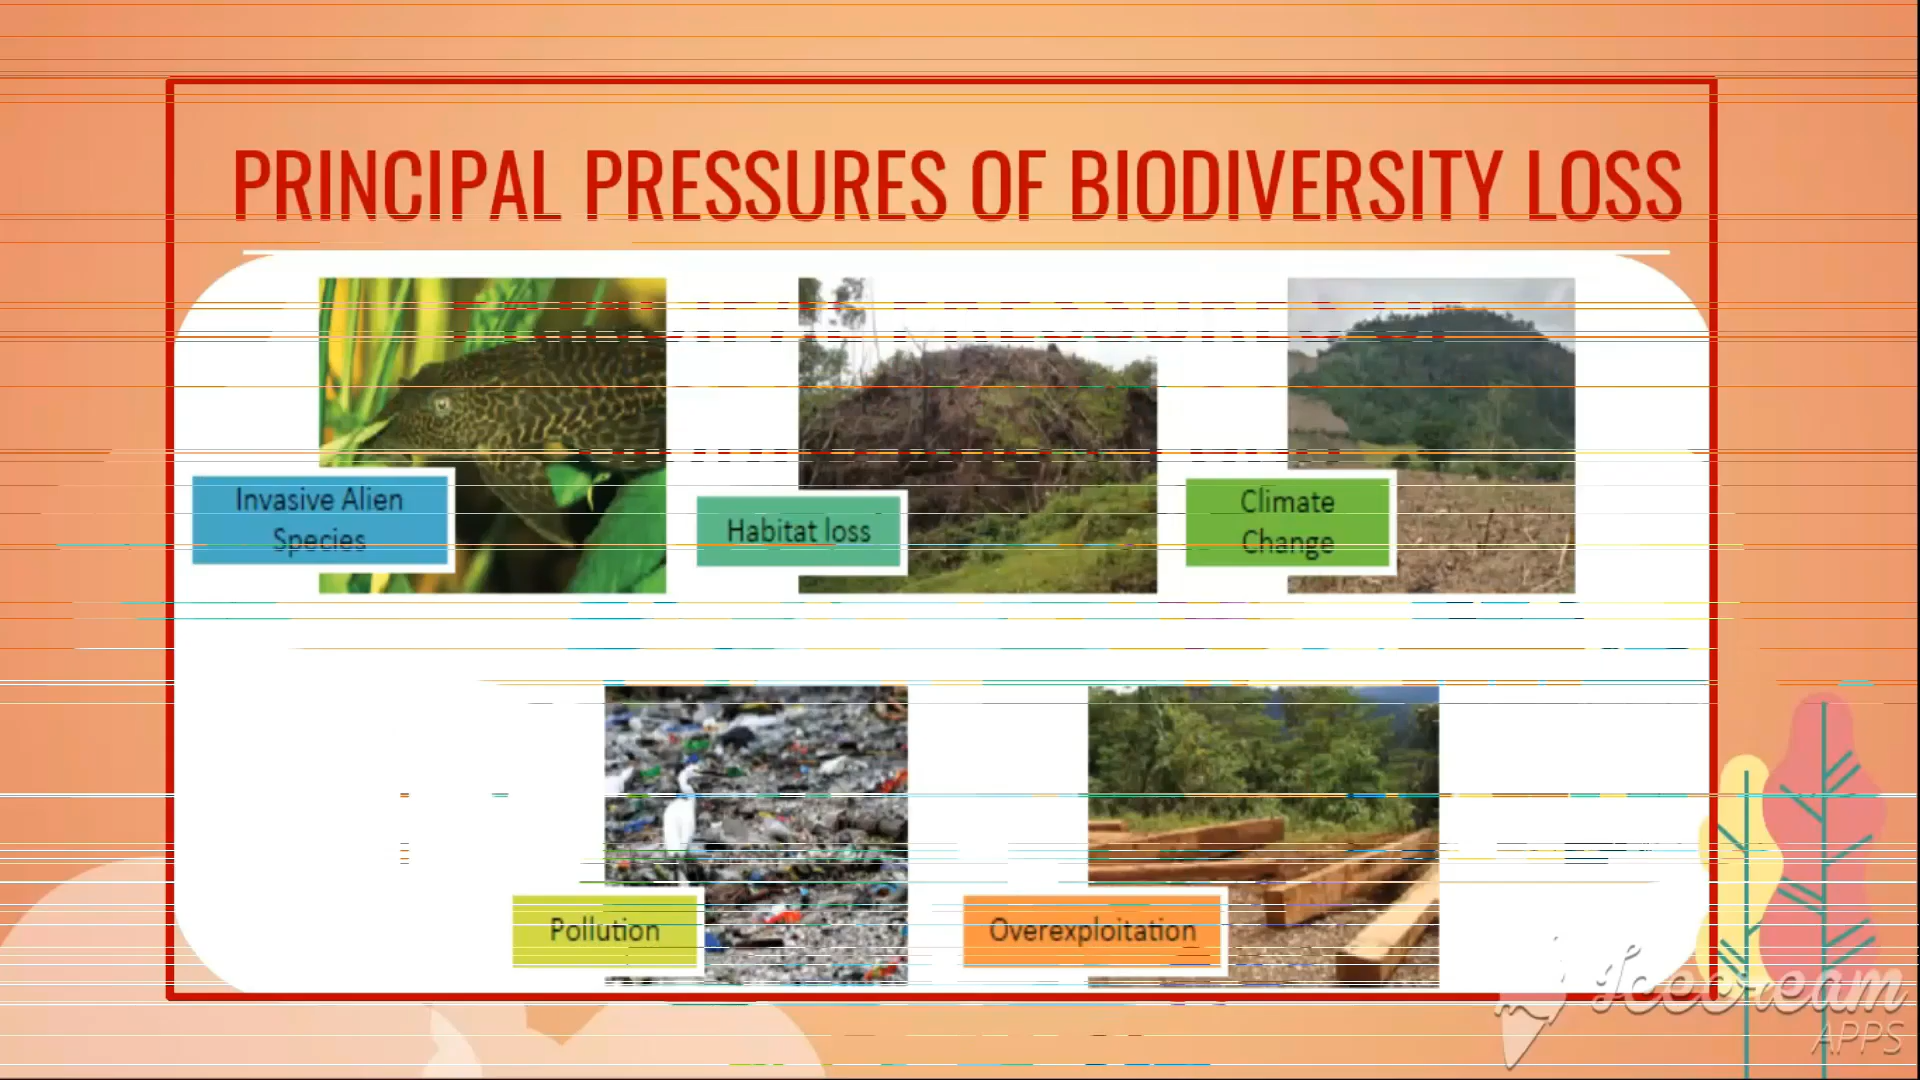 PRINCIPAL PRESSURES OF BIODIVERSITY LOSS
Invasive Alien
Species
Habitat loss
Climate
Change
Pollution
Overexploitation
Icecream
APPS